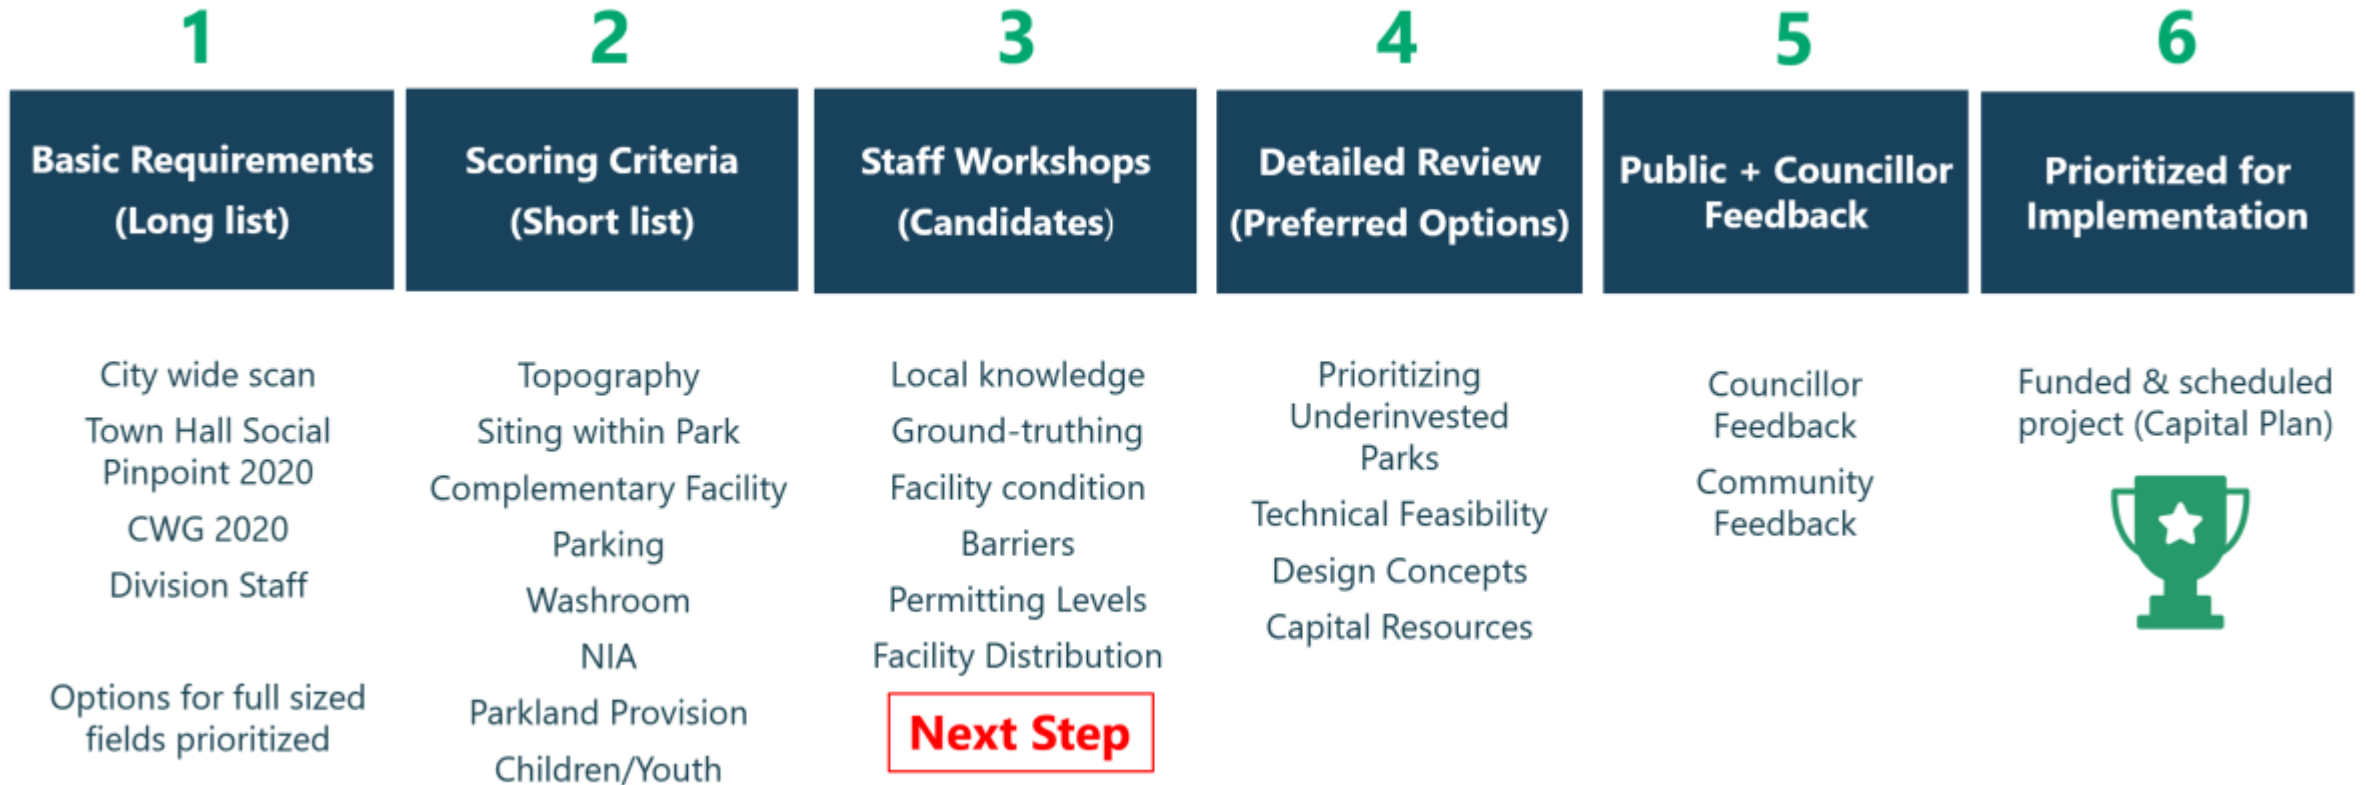 1
Basic Requirements
(Long list)
City wide scan
Town Hall Social
Pinpoint 2020
CWG 2020
Division Staff
Options for full sized
fields prioritized
2
Scoring Criteria
(Short list)
Topography
Siting within Park
Complementary Facility
Parking
Washroom
NIA
Parkland Provision
Children/Youth
3
Staff Workshops
(Candidates)
Local knowledge
Ground-truthing
Facility condition
Barriers
Permitting Levels
Facility Distribution
Next Step
4
Detailed Review
(Preferred Options)
Prioritizing
Underinvested
Parks
Technical Feasibility
Design Concepts
Capital Resources
5
Public + Councillor
Feedback
Councillor
Feedback
Community
Feedback
6
Prioritized for
Implementation
Funded & scheduled
project (Capital Plan)